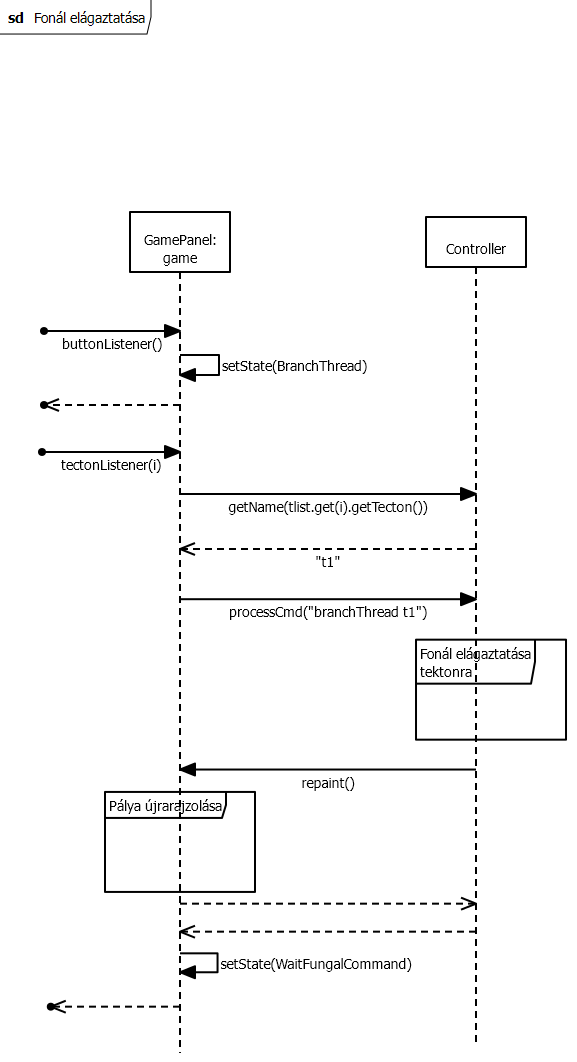 sd Fonál elágaztatása
GamePanel:
game
Controller
buttonListener()
setState(BranchThread)
tectonListener(i)
getName(tlist.get(i).getTecton())
"t1"
processCmd("branchThread t1")
Fonál elágaztatása
tektonra
repaint()
Pálya újrarajzolása
setState(WaitFungalCommand)